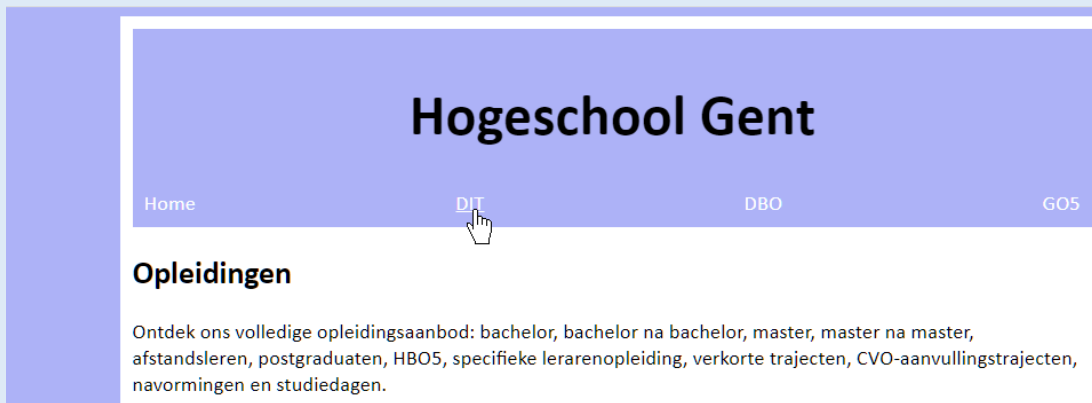 Hogeschool Gent
Home DIT DBO GO5
Opleidingen
Ontdek ons volledige opleidingsaanbod: bachelor, bachelor na bachelor, master, master na master,
afstandsleren, postgraduaten, HBO5, specifieke lerarenopleiding, verkorte trajecten, CVO-aanvullingstrajecten,
navormingen en studiedagen.